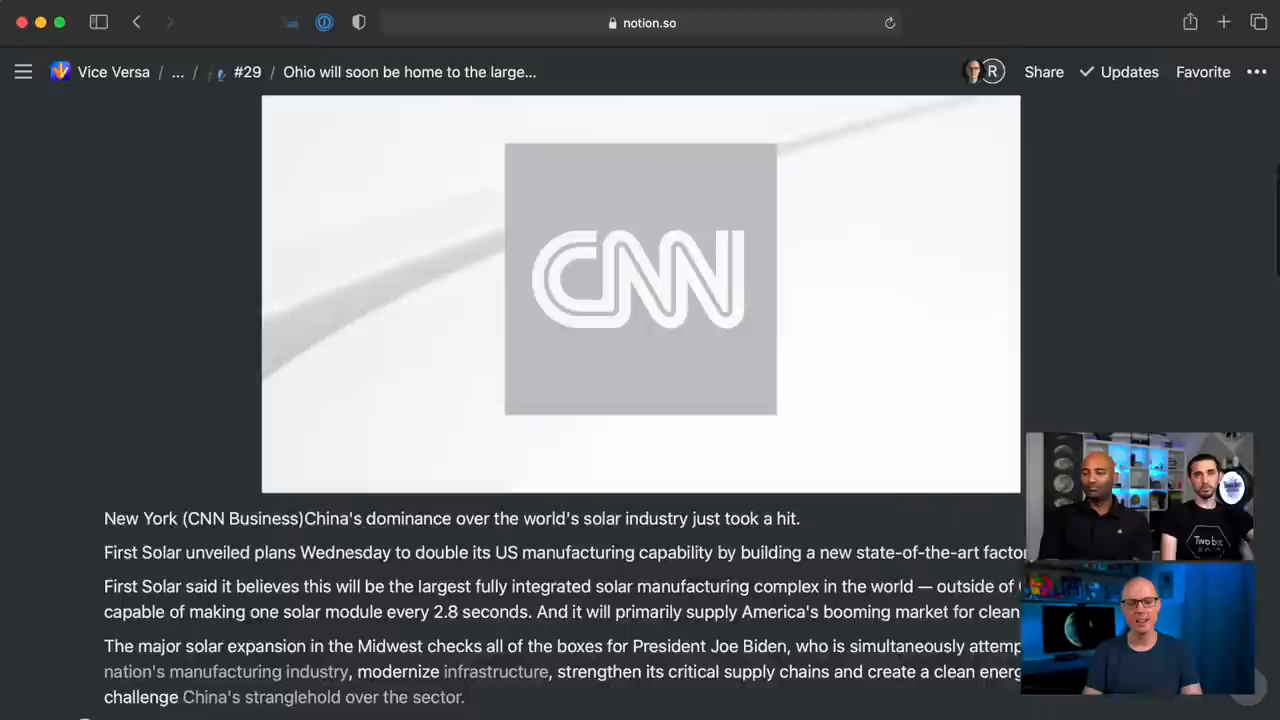 notion.so
Vice Versa / ... / #29 / Ohio will soon be home to the large...
R Share Updates Favorite
CNN
New York (CNN Business)China's dominance over the world's solar industry just took a hit.
First Solar unveiled plans Wednesday to double its US manufacturing capability by building a new state-of-the-art
First Solar said it believes this will be the largest fully integrated solar manufacturing complex in the world — outside of
capable of making one solar module every 2.8 seconds. And it will primarily supply America's booming market for clean
The major solar expansion in the Midwest checks all of the boxes for President Joe Biden, who is simultaneously
nation's manufacturing industry, modernize infrastructure, strengthen its critical supply chains and create a clean
challenge China's stranglehold over the sector.
Two bit